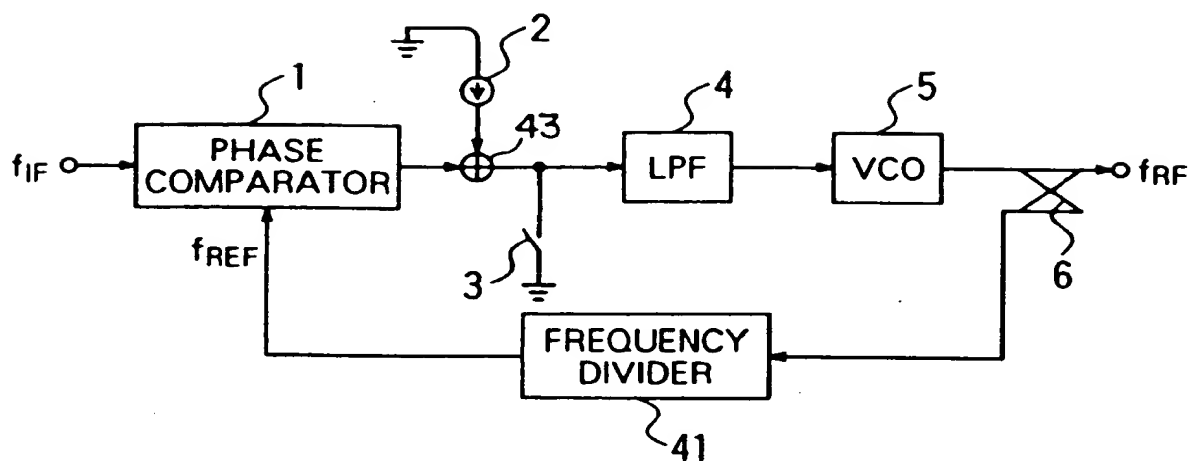 2
1
43
4
5
fIF
PHASE
COMPARATOR
LPF
VCO
fRF
fREF
3
6
FREQUENCY
DIVIDER
41